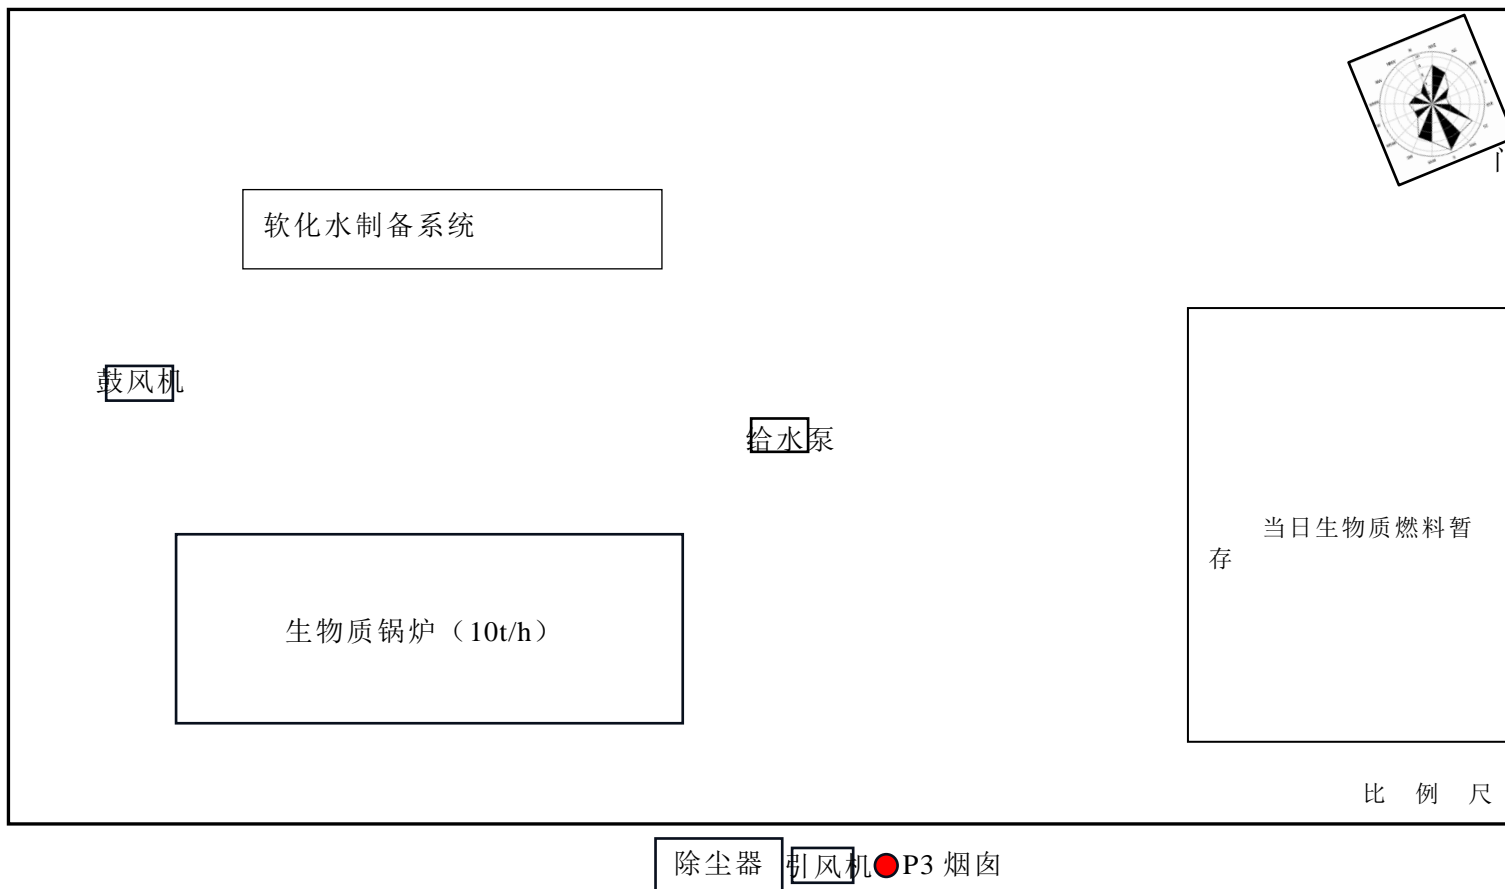 软化水制备系统
鼓风机
给水泵
当日生物质燃料暂
存
生物质锅炉（10t/h）
比 例 尺
除尘器
引风机
P3 烟囱